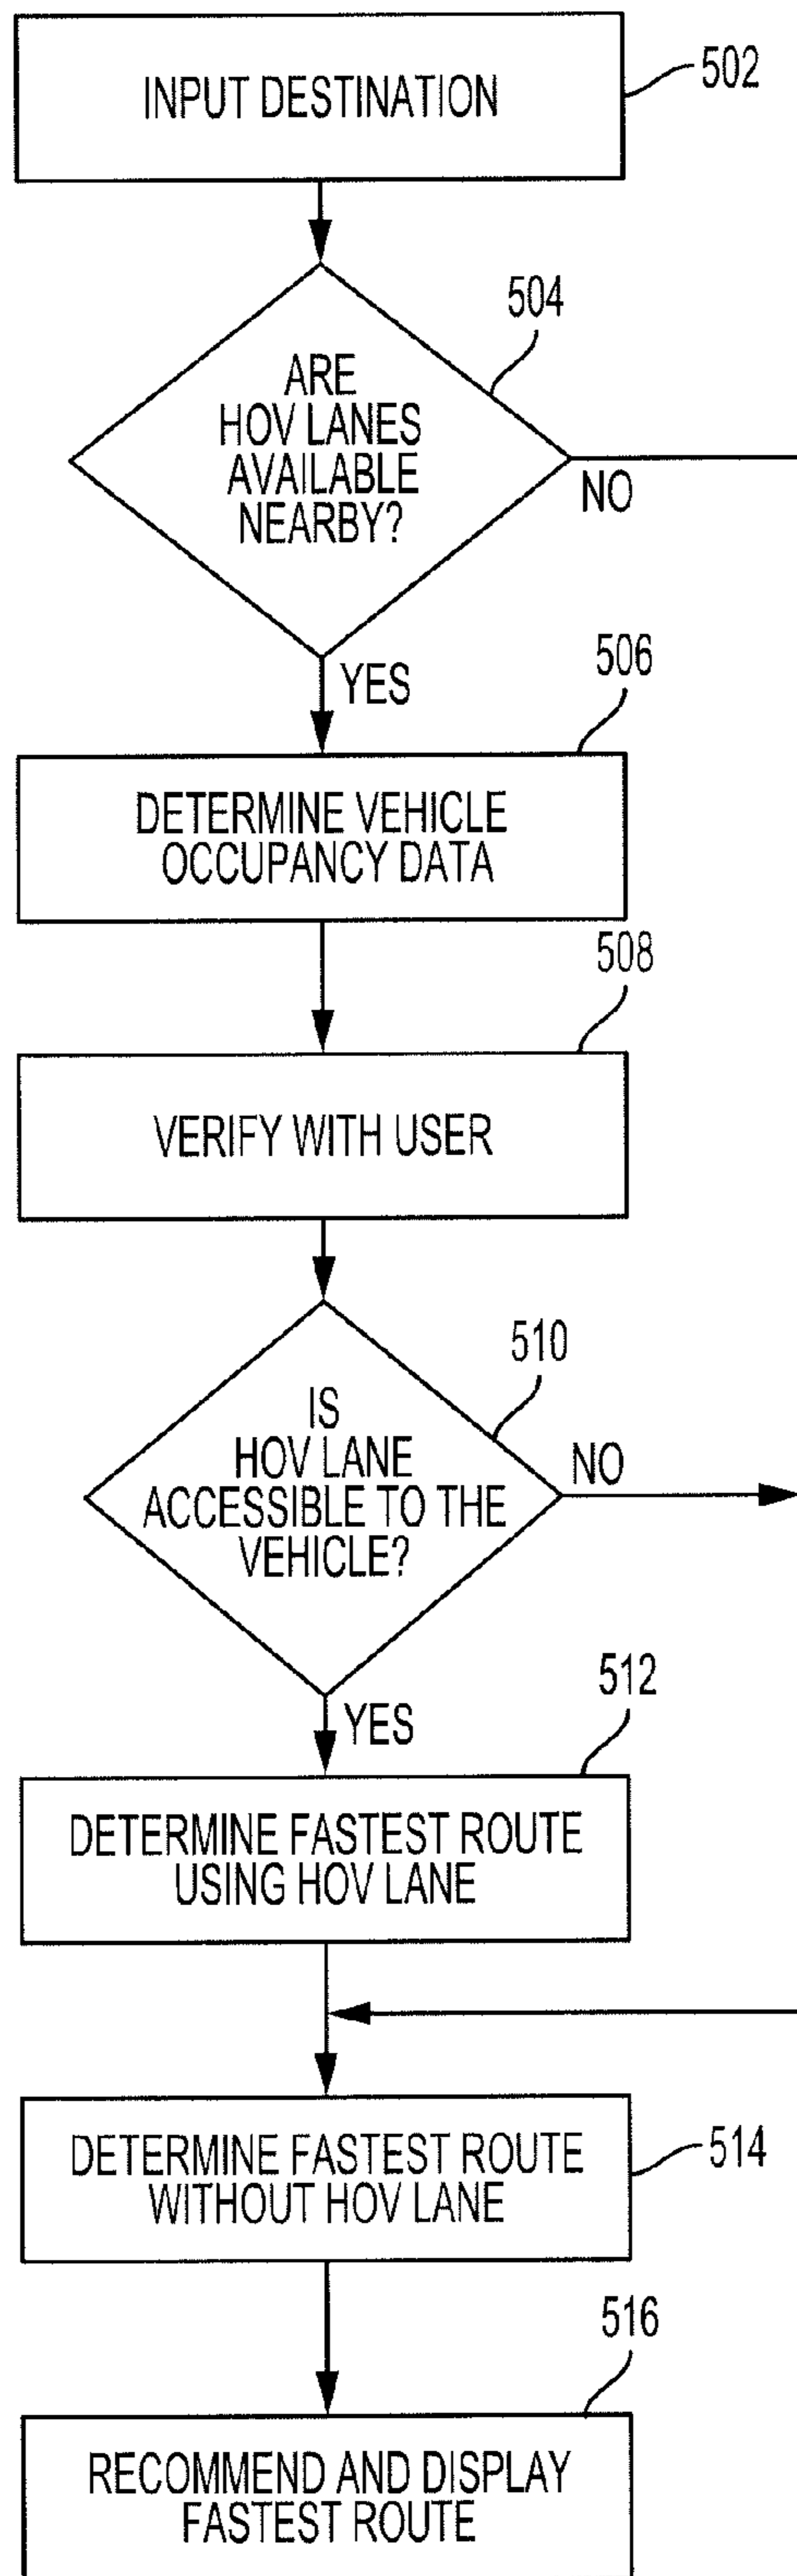 INPUT DESTINATION
502
504
ARE
HOV LANES
AVAILABLE
NEARBY?
NO
YES
506
DETERMINE VEHICLE
OCCUPANCY DATA
508
VERIFY WITH USER
510
IS
HOV LANE
ACCESSIBLE TO THE
VEHICLE?
NO
YES
512
DETERMINE FASTEST ROUTE
USING HOV LANE
DETERMINE FASTEST ROUTE
WITHOUT HOV LANE
514
516
RECOMMEND AND DISPLAY
FASTEST ROUTE